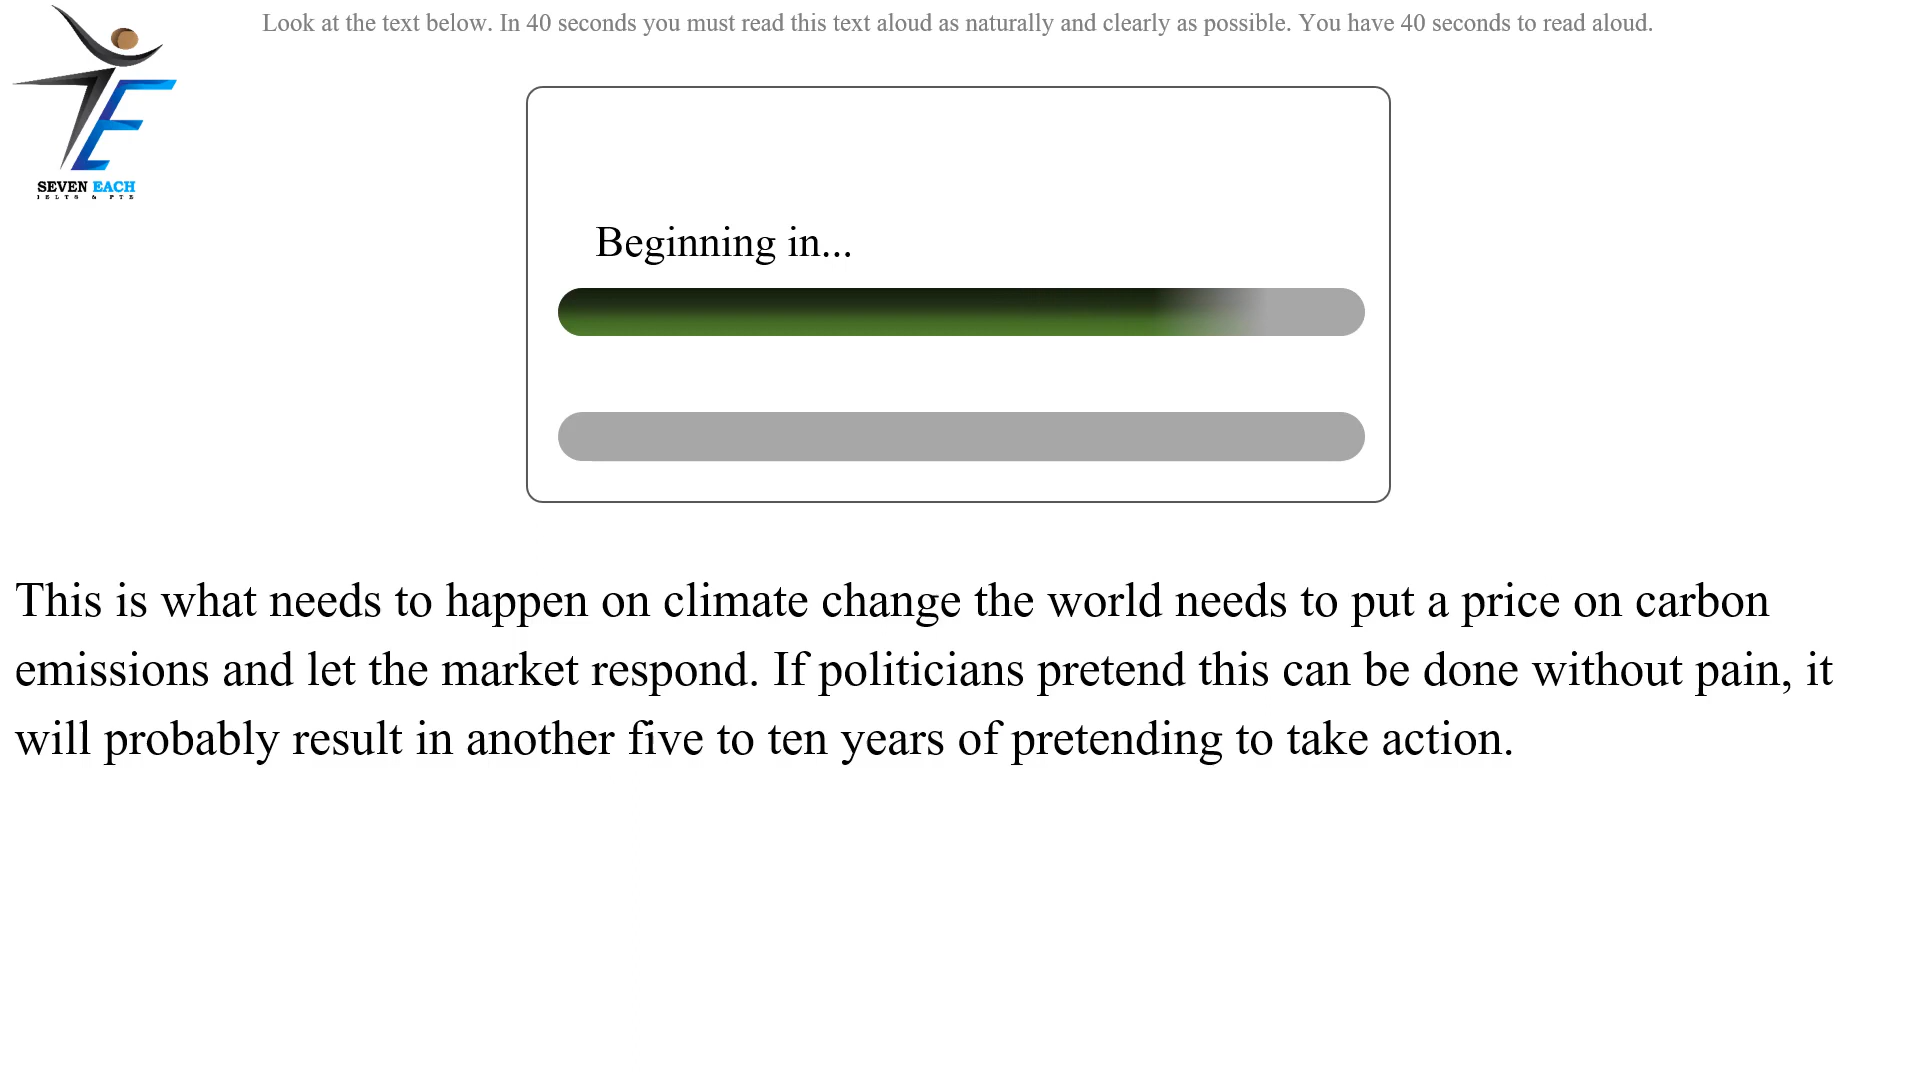 Look at the text below. In 40 seconds you must read this text aloud as naturally and clearly as possible. You have 40 seconds to read aloud.
SEVEN EACH
IELTS & PTE
Beginning in...
This is what needs to happen on climate change the world needs to put a price on carbon
emissions and let the market respond. If politicians pretend this can be done without pain, it
will probably result in another five to ten years of pretending to take action.